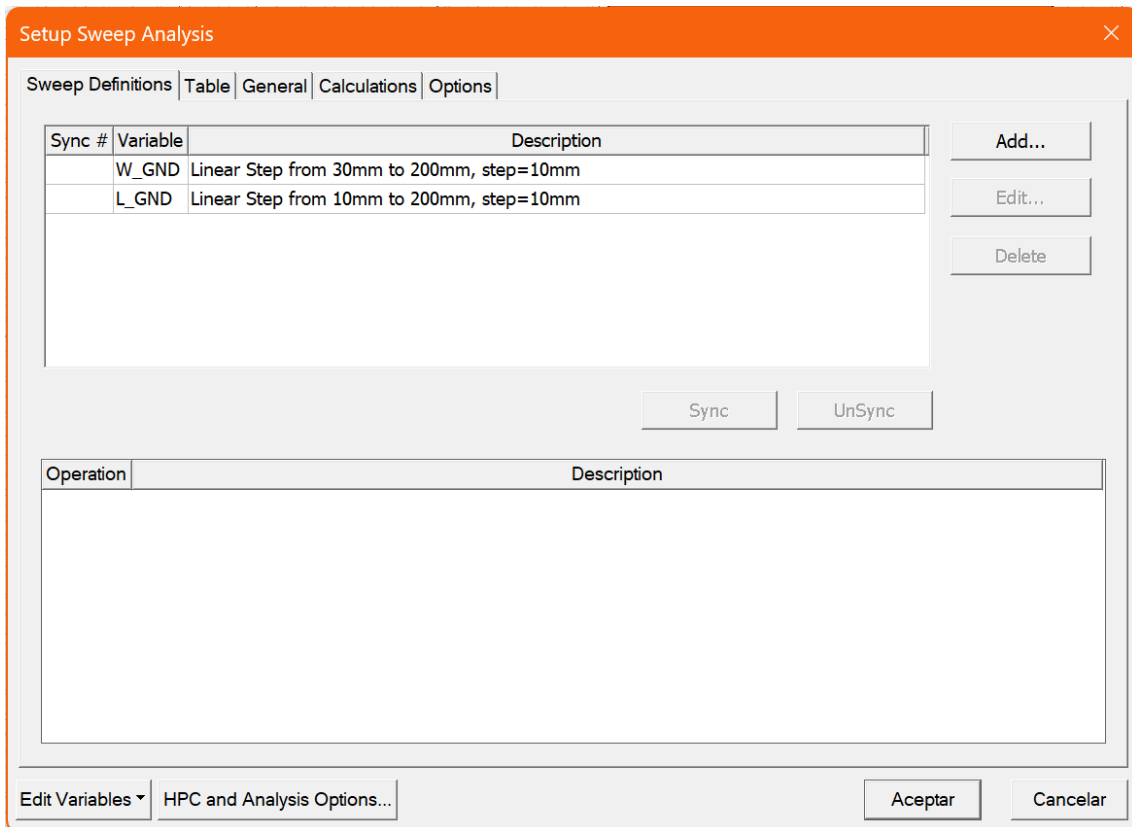 Setup Sweep Analysis
Sweep Definitions Table General Calculations Options
Sync # Variable Description
W_GND Linear Step from 30mm to 200mm, step=10mm
L_GND Linear Step from 10mm to 200mm, step=10mm
Add...
Edit...
Delete
Sync UnSync
Operation Description
Edit Variables HPC and Analysis Options... Aceptar Cancelar